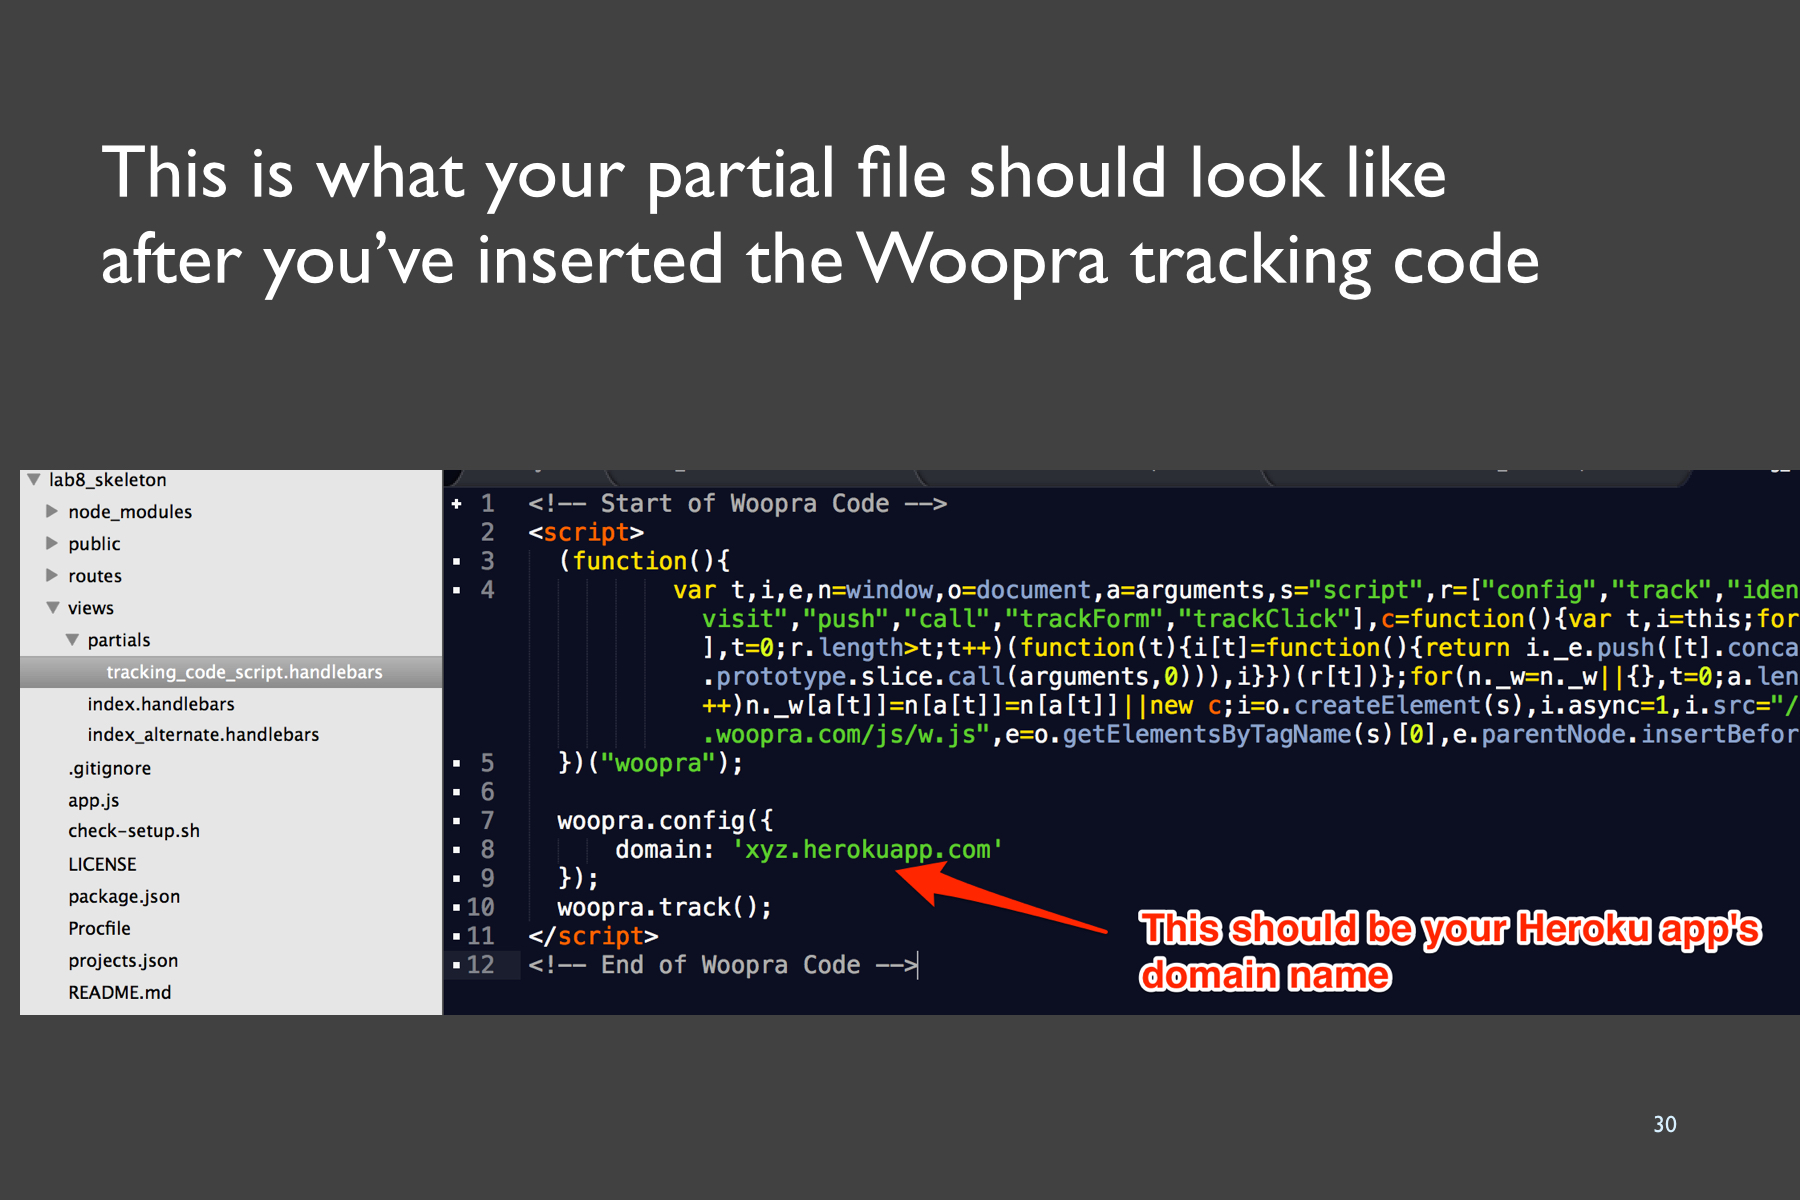 This is what your partial file should look like
after you’ve inserted the Woopra tracking code
lab8_skeleton
node_modules
public
routes
views
partials
tracking_code_script.handlebars
index.handlebars
index_alternate.handlebars
.gitignore
app.js
check-setup.sh
LICENSE
package.json
Procfile
projects.json
README.md
1 <!-- Start of Woopra Code -->
2 <script>
3 (function(){
4 var t,i,e,n=window,o=document,a=arguments,s="script",r=["config","track","iden
visit","push","call","trackForm","trackClick"],c=function(){var t,i=this;for
],t=0;r.length>t;t++)(function(t){i[t]=function(){return i._e.push([t].conca
.prototype.slice.call(arguments,0))),i}})(r[t])};for(n._w=n._w||{},t=0;a.len
++)n._w[a[t]]=n[a[t]]=n[a[t]]||new c;i=o.createElement(s),i.async=1,i.src="/
.woopra.com/js/w.js",e=o.getElementsByTagName(s)[0],e.parentNode.insertBefor
5 })("woopra");
6
7 woopra.config({
8 domain: 'xyz.herokuapp.com'
9 });
10 woopra.track();
11 </script>
12 <!-- End of Woopra Code -->
This should be your Heroku app's
domain name
30